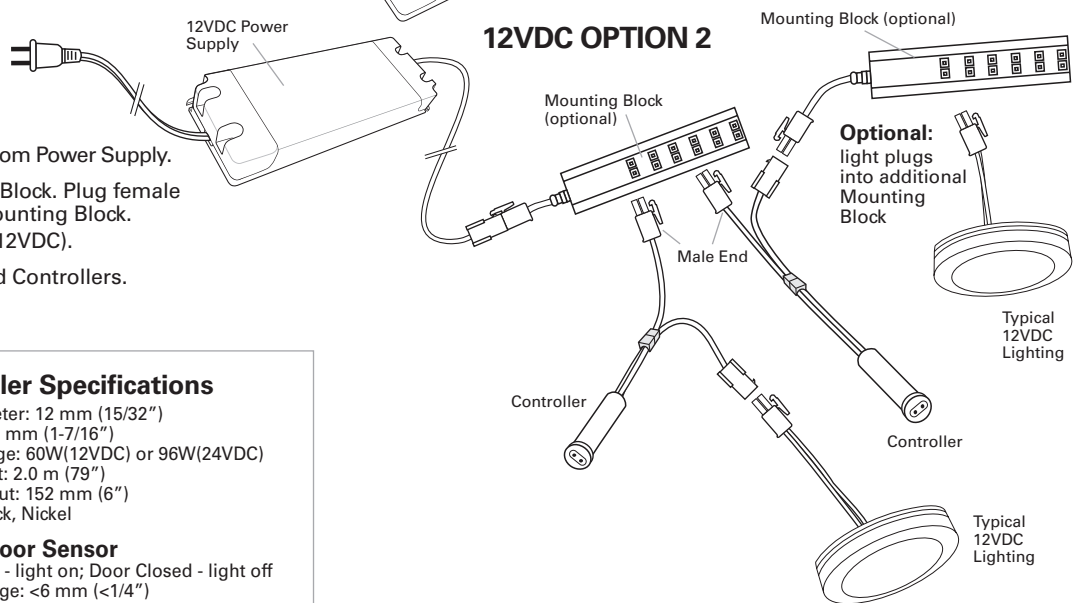 12VDC Power
Supply
12VDC OPTION 2
Mounting Block (optional)
Mounting Block
(optional)
Optional:
light plugs
into additional
Mounting
Block
om Power Supply.
Block. Plug female
ounting Block.
12VDC).
d Controllers.
Male End
Typical
12VDC
Lighting
Controller
Controller
Typical
12VDC
Lighting
ler Specifications
eter: 12 mm (15/32")
mm (1-7/16")
ge: 60W(12VDC) or 96W(24VDC)
t: 2.0 m (79")
ut: 152 mm (6")
ck, Nickel
oor Sensor
- light on; Door Closed - light off
ge: <6 mm (<1/4")